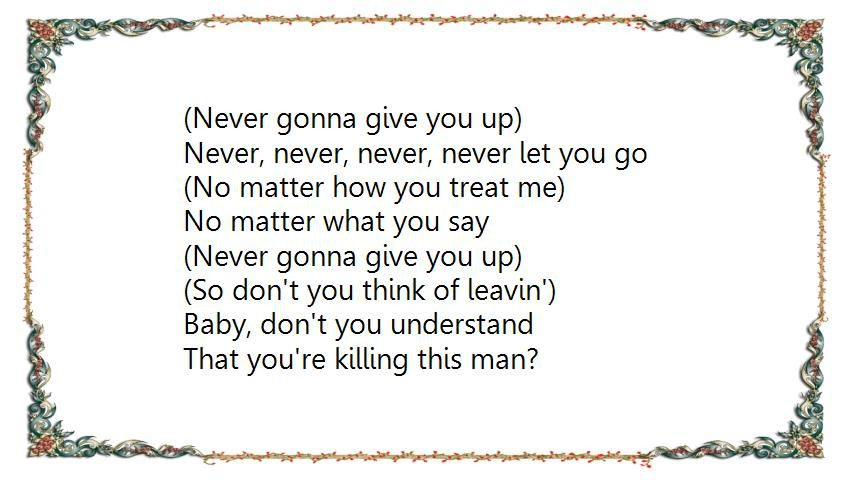 (Never gonna give you up)
Never, never, never, never let you go
(No matter how you treat me)
No matter what you say
(Never gonna give you up)
(So don't you think of leavin')
Baby, don't you understand
That you're killing this man?